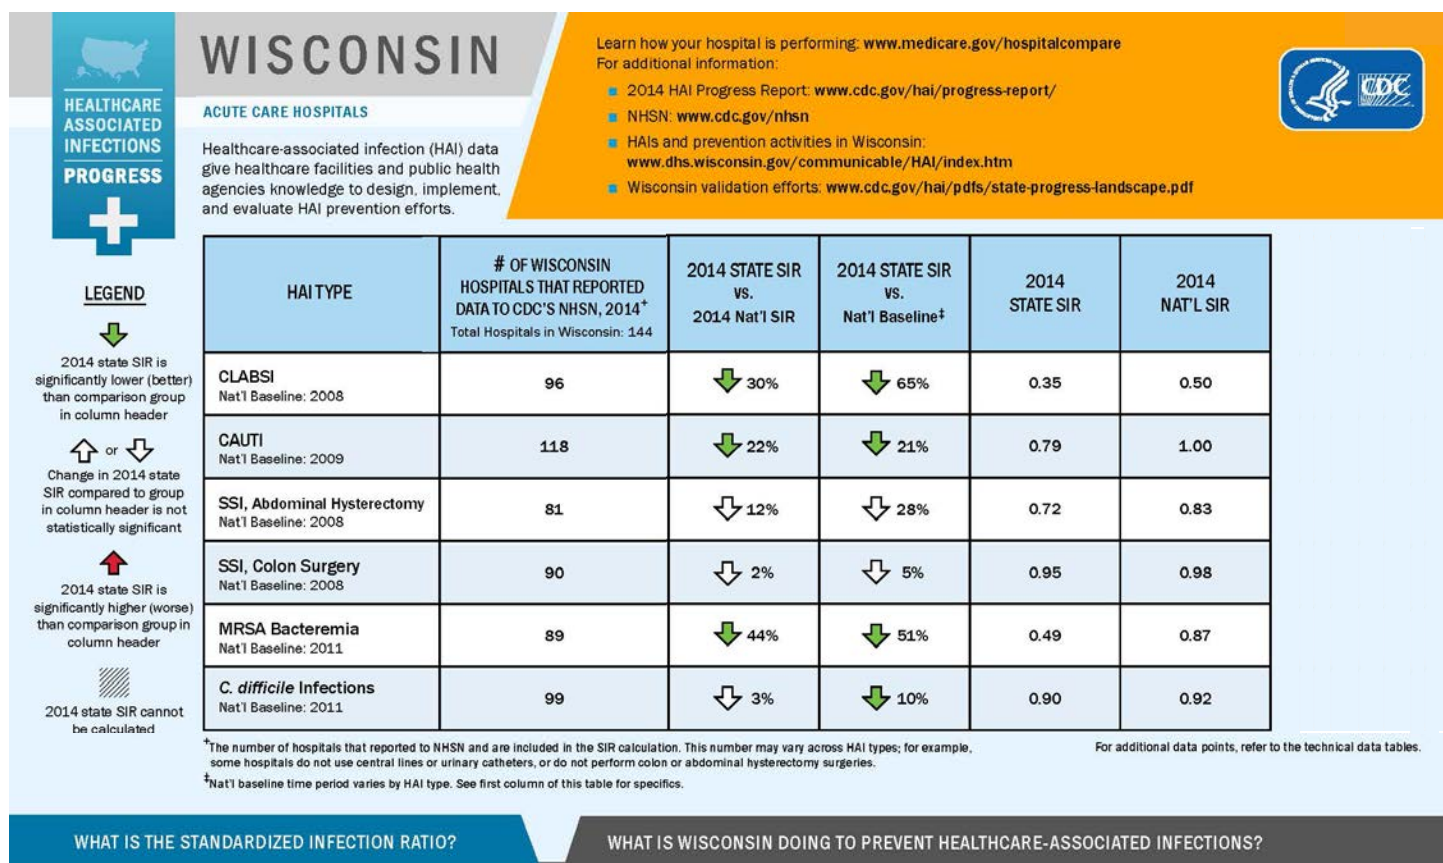 HEALTHCARE
ASSOCIATED
INFECTIONS
PROGRESS
WISCONSIN
ACUTE CARE HOSPITALS
Healthcare-associated infection (HAI) data
give healthcare facilities and public health
agencies knowledge to design, implement,
and evaluate HAI prevention efforts.
Learn how your hospital is performing: www.medicare.gov/hospitalcompare
For additional information:
2014 HAI Progress Report: www.cdc.gov/hai/progress-report/
NHSN: www.cdc.gov/nhsn
HAIs and prevention activities in Wisconsin:
www.dhs.wisconsin.gov/communicable/HAI/index.htm
Wisconsin validation efforts: www.cdc.gov/hai/pdfs/state-progress-landscape.pdf
CDC
LEGEND
2014 state SIR is
significantly lower (better)
than comparison group
in column header
or
Change in 2014 state
SIR compared to group
in column header is not
statistically significant
2014 state SIR is
significantly higher (worse)
than comparison group in
column header
2014 state SIR cannot
be calculated
HAI TYPE
# OF WISCONSIN
HOSPITALS THAT REPORTED
DATA TO CDC'S NHSN, 2014+
Total Hospitals in Wisconsin: 144
2014 STATE SIR
VS.
2014 Nat'l SIR
2014 STATE SIR
VS.
Nat'l Baseline‡
2014
STATE SIR
2014
NAT'L SIR
CLABSI
Nat'l Baseline: 2008
96
30%
65%
0.35
0.50
CAUTI
Nat'l Baseline: 2009
118
22%
21%
0.79
1.00
SSI, Abdominal Hysterectomy
Nat'l Baseline: 2008
81
12%
28%
0.72
0.83
SSI, Colon Surgery
Nat'l Baseline: 2008
90
2%
5%
0.95
0.98
MRSA Bacteremia
Nat'l Baseline: 2011
89
44%
51%
0.49
0.87
C. difficile Infections
Nat'l Baseline: 2011
99
3%
10%
0.90
0.92
+The number of hospitals that reported to NHSN and are included in the SIR calculation. This number may vary across HAI types; for example,
some hospitals do not use central lines or urinary catheters, or do not perform colon or abdominal hysterectomy surgeries.
‡Nat'l baseline time period varies by HAI type. See first column of this table for specifics.
For additional data points, refer to the technical data tables.
WHAT IS THE STANDARDIZED INFECTION RATIO?
WHAT IS WISCONSIN DOING TO PREVENT HEALTHCARE-ASSOCIATED INFECTIONS?